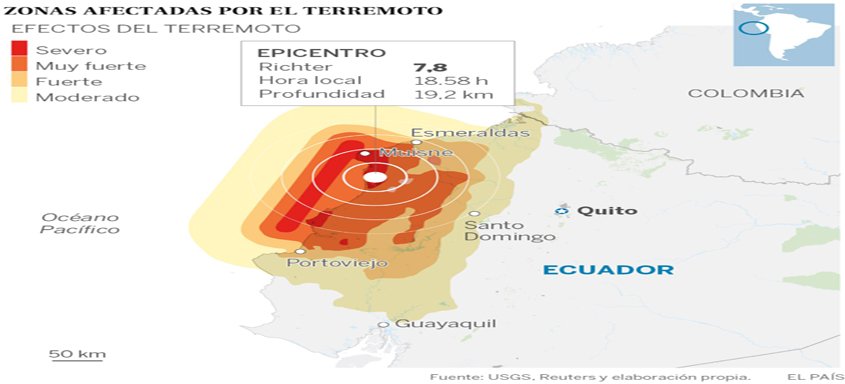 ZONAS AFECTADAS POR EL TERREMOTO
EFECTOS DEL TERREMOTO
Severo
Muy fuerte
Fuerte
Moderado
EPICENTRO
Richter 7,8
Hora local 18.58 h
Profundidad 19,2 km
COLOMBIA
Esmeraldas
Muisne
Océano
Pacífico
Quito
Santo
Domingo
Portoviejo
ECUADOR
Guayaquil
50 km
Fuente: USGS, Reuters y elaboración propia. EL PAÍS